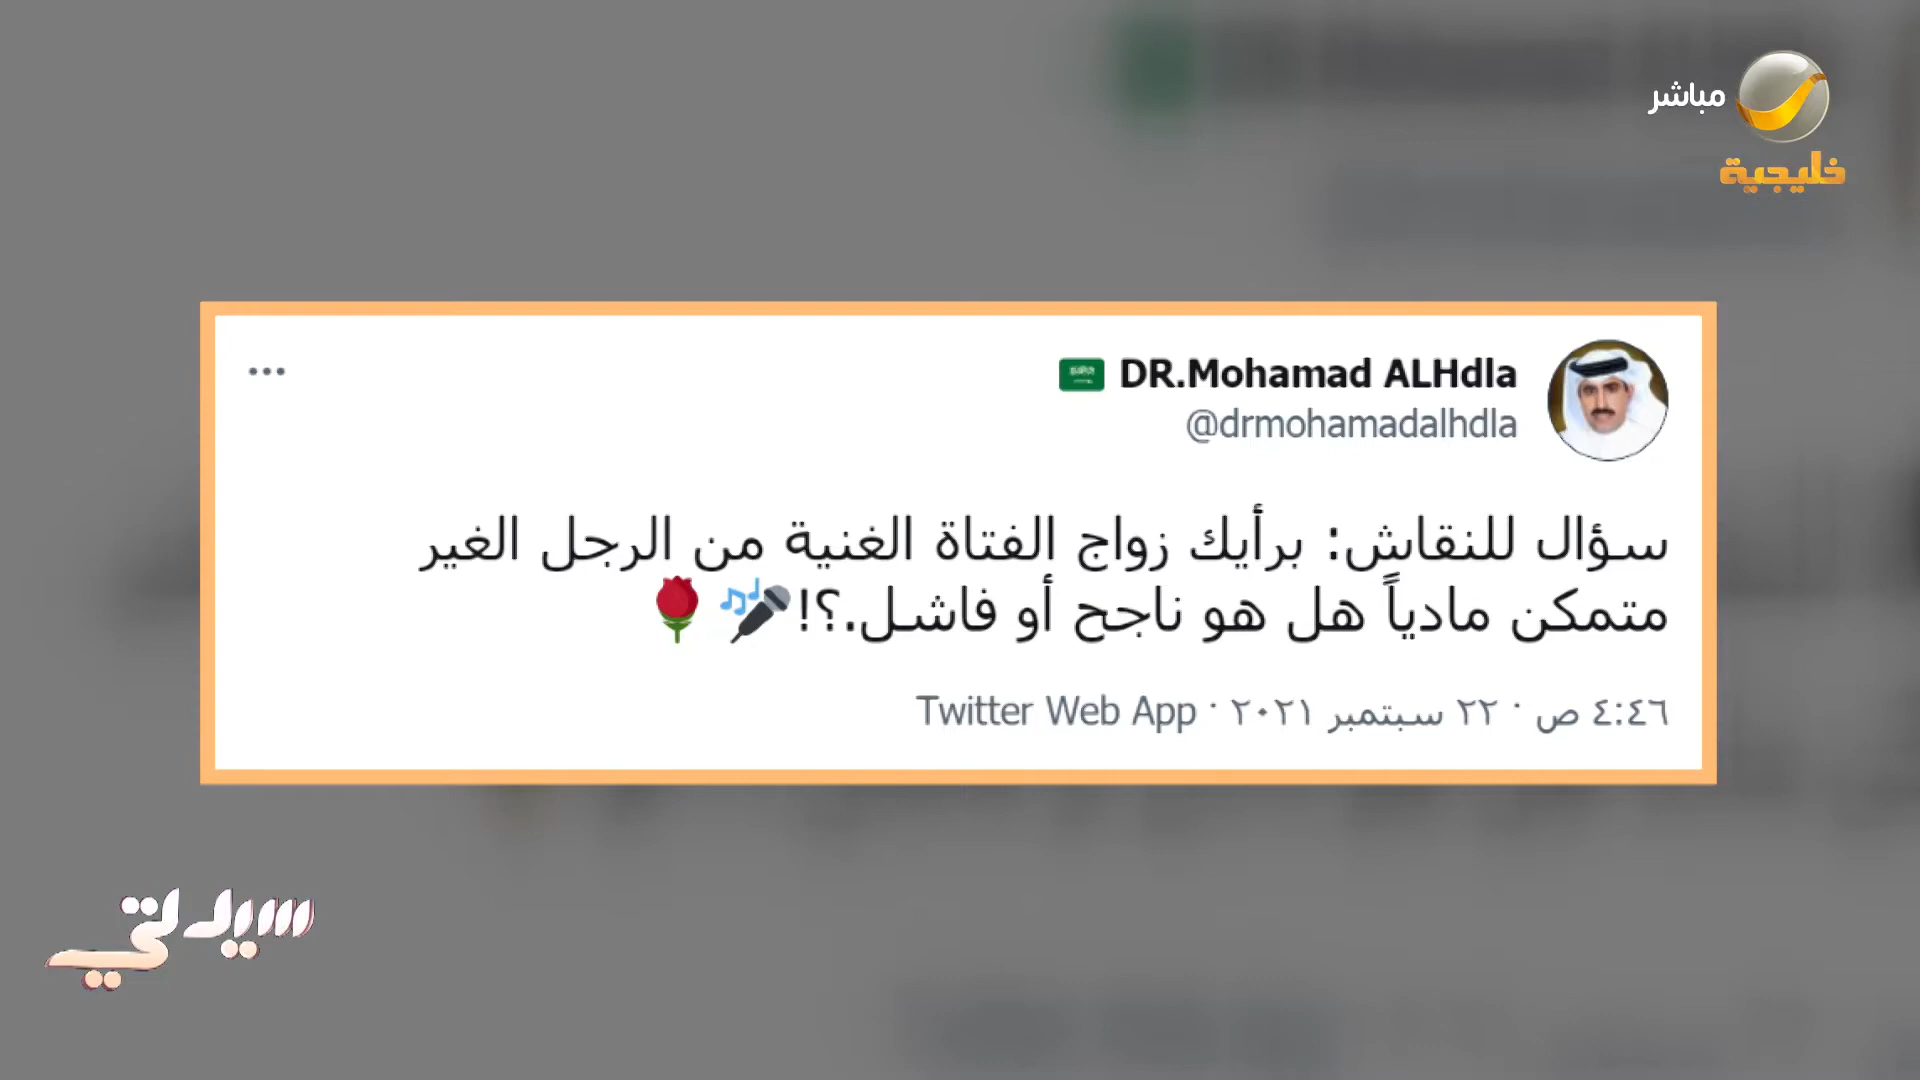 مباشر
خليجية
DR.Mohamad ALHdla 🇸🇦
@drmohamadalhdla
سؤال للنقاش: برأيك زواج الفتاة الغنية من الرجل الغير
متمكن مادياً هل هو ناجح أو فاشل.؟!🎤🎶🌹
٤:٤٦ ص · ٢٢ سبتمبر ٢٠٢١ · Twitter Web App
سيدتي